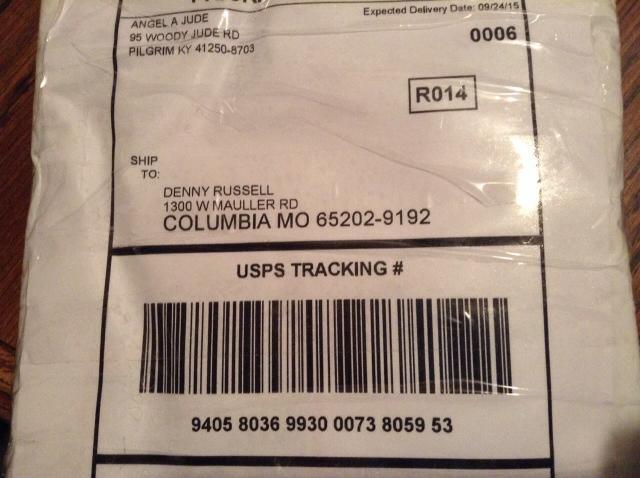 Expected Delivery Date: 09/24/15
ANGEL A JUDE
95 WOODY JUDE RD
PILGRIM KY 41250-8703
0006
R014
SHIP
TO:
DENNY RUSSELL
1300 W MAULLER RD
COLUMBIA MO 65202-9192
USPS TRACKING #
9405 8036 9930 0073 8059 53